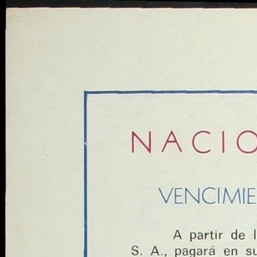 NACIO
VENCIMIE
A partir de l
S. A., pagará en su